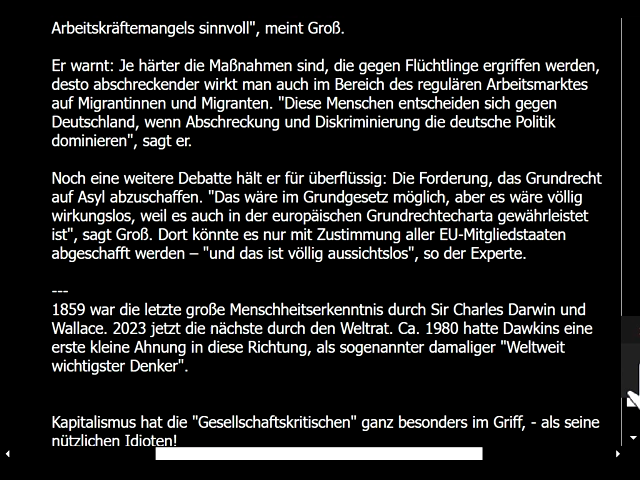 Arbeitskräftemangels sinnvoll", meint Groß.
Er warnt: Je härter die Maßnahmen sind, die gegen Flüchtlinge ergriffen werden,
desto abschreckender wirkt man auch im Bereich des regulären Arbeitsmarktes
auf Migrantinnen und Migranten. "Diese Menschen entscheiden sich gegen
Deutschland, wenn Abschreckung und Diskriminierung die deutsche Politik
dominieren", sagt er.
Noch eine weitere Debatte hält er für überflüssig: Die Forderung, das Grundrecht
auf Asyl abzuschaffen. "Das wäre im Grundgesetz möglich, aber es wäre völlig
wirkungslos, weil es auch in der europäischen Grundrechtecharta gewährleistet
ist", sagt Groß. Dort könnte es nur mit Zustimmung aller EU-Mitgliedstaaten
abgeschafft werden – "und das ist völlig aussichtslos", so der Experte.
---
1859 war die letzte große Menschheitserkenntnis durch Sir Charles Darwin und
Wallace. 2023 jetzt die nächste durch den Weltrat. Ca. 1980 hatte Dawkins eine
erste kleine Ahnung in diese Richtung, als sogenannter damaliger "Weltweit
wichtigster Denker".
Kapitalismus hat die "Gesellschaftskritischen" ganz besonders im Griff, - als seine
nützlichen Idioten!